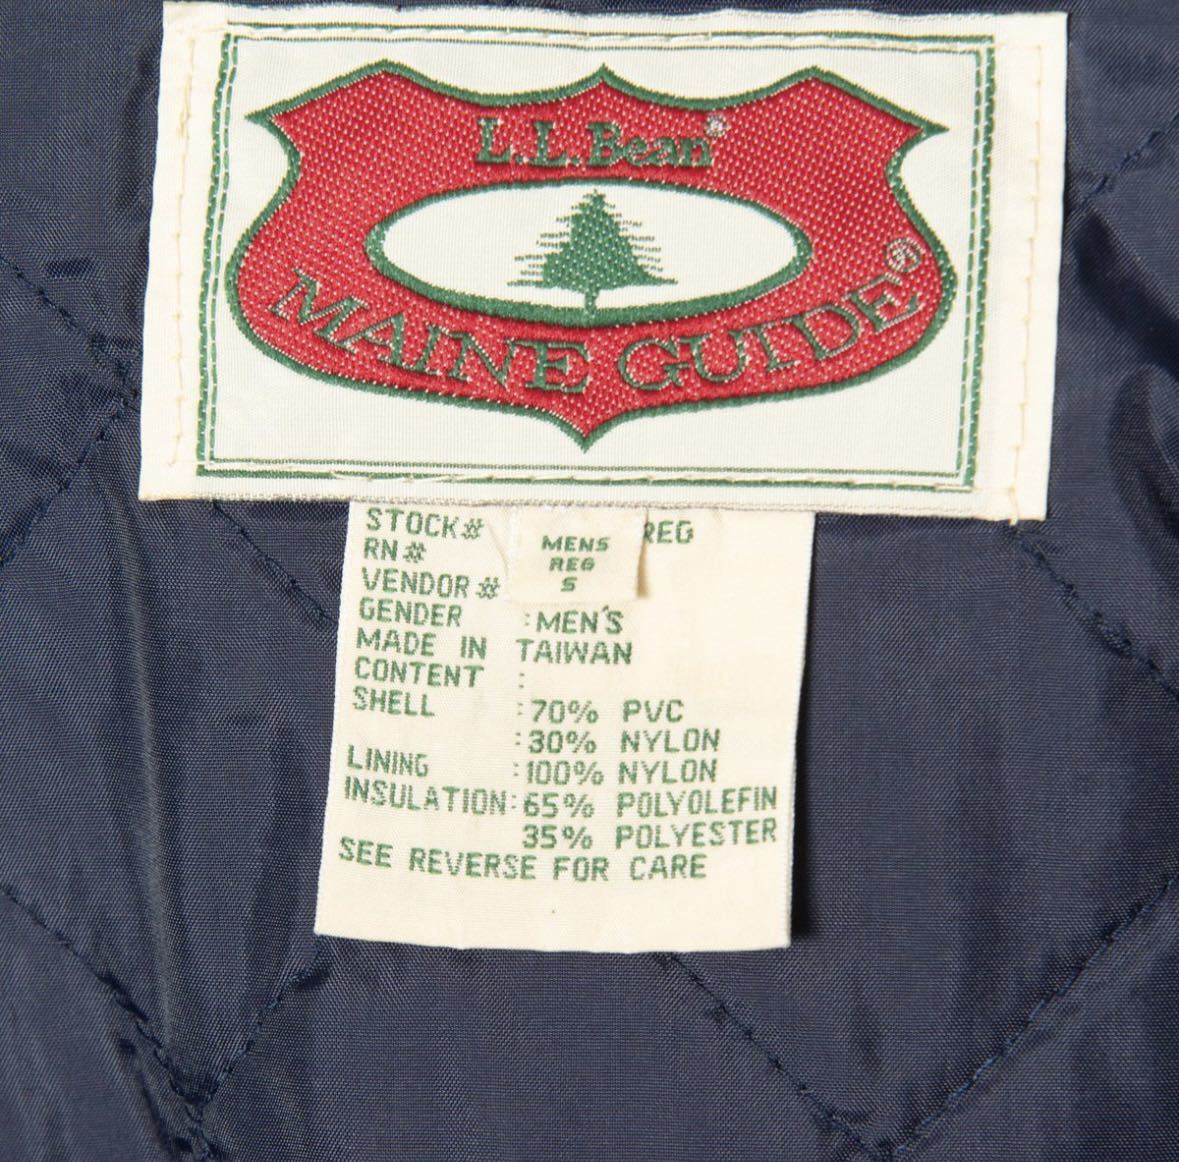 L.L.Bean®
MAINE GUIDE®
STOCK# REG
RN#
VENDOR#
MENS
REG
S
GENDER :MEN'S
MADE IN TAIWAN
CONTENT :
SHELL :70% PVC
:30% NYLON
LINING :100% NYLON
INSULATION:65% POLYOLEFIN
35% POLYESTER
SEE REVERSE FOR CARE